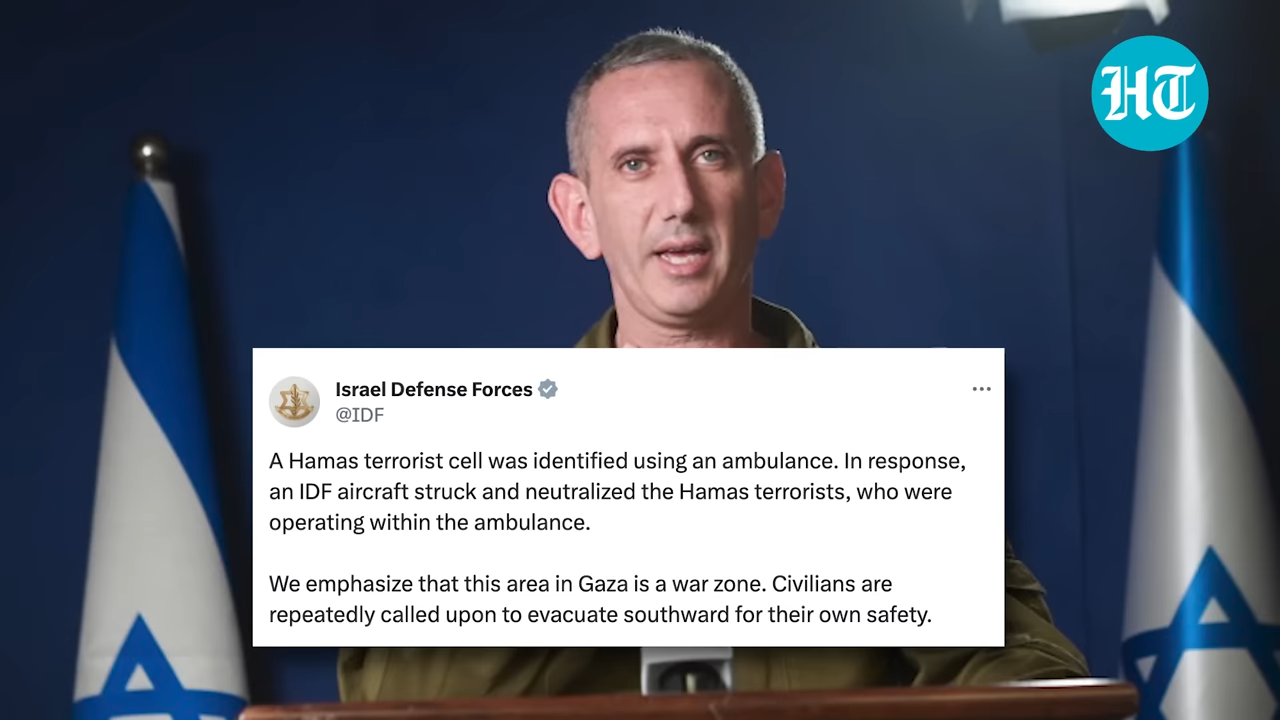 HT
Israel Defense Forces
@IDF
A Hamas terrorist cell was identified using an ambulance. In response,
an IDF aircraft struck and neutralized the Hamas terrorists, who were
operating within the ambulance.
We emphasize that this area in Gaza is a war zone. Civilians are
repeatedly called upon to evacuate southward for their own safety.